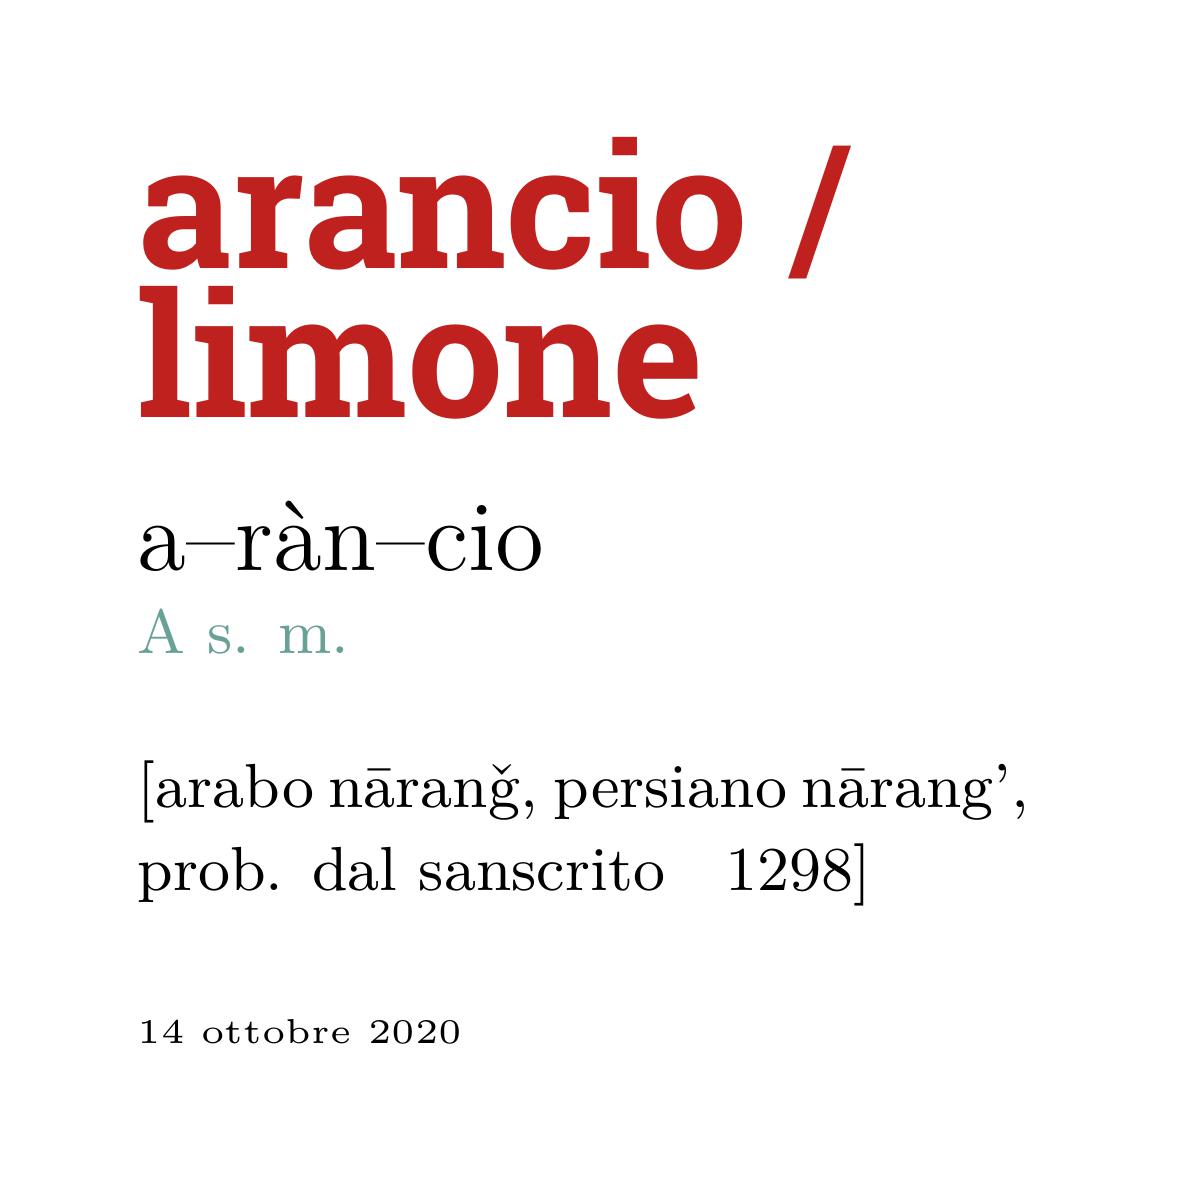 arancio /
limone
a–ràn–cio
A s. m.
[arabo nāranǧ, persiano nārang’,
prob. dal sanscrito 1298]
14 ottobre 2020